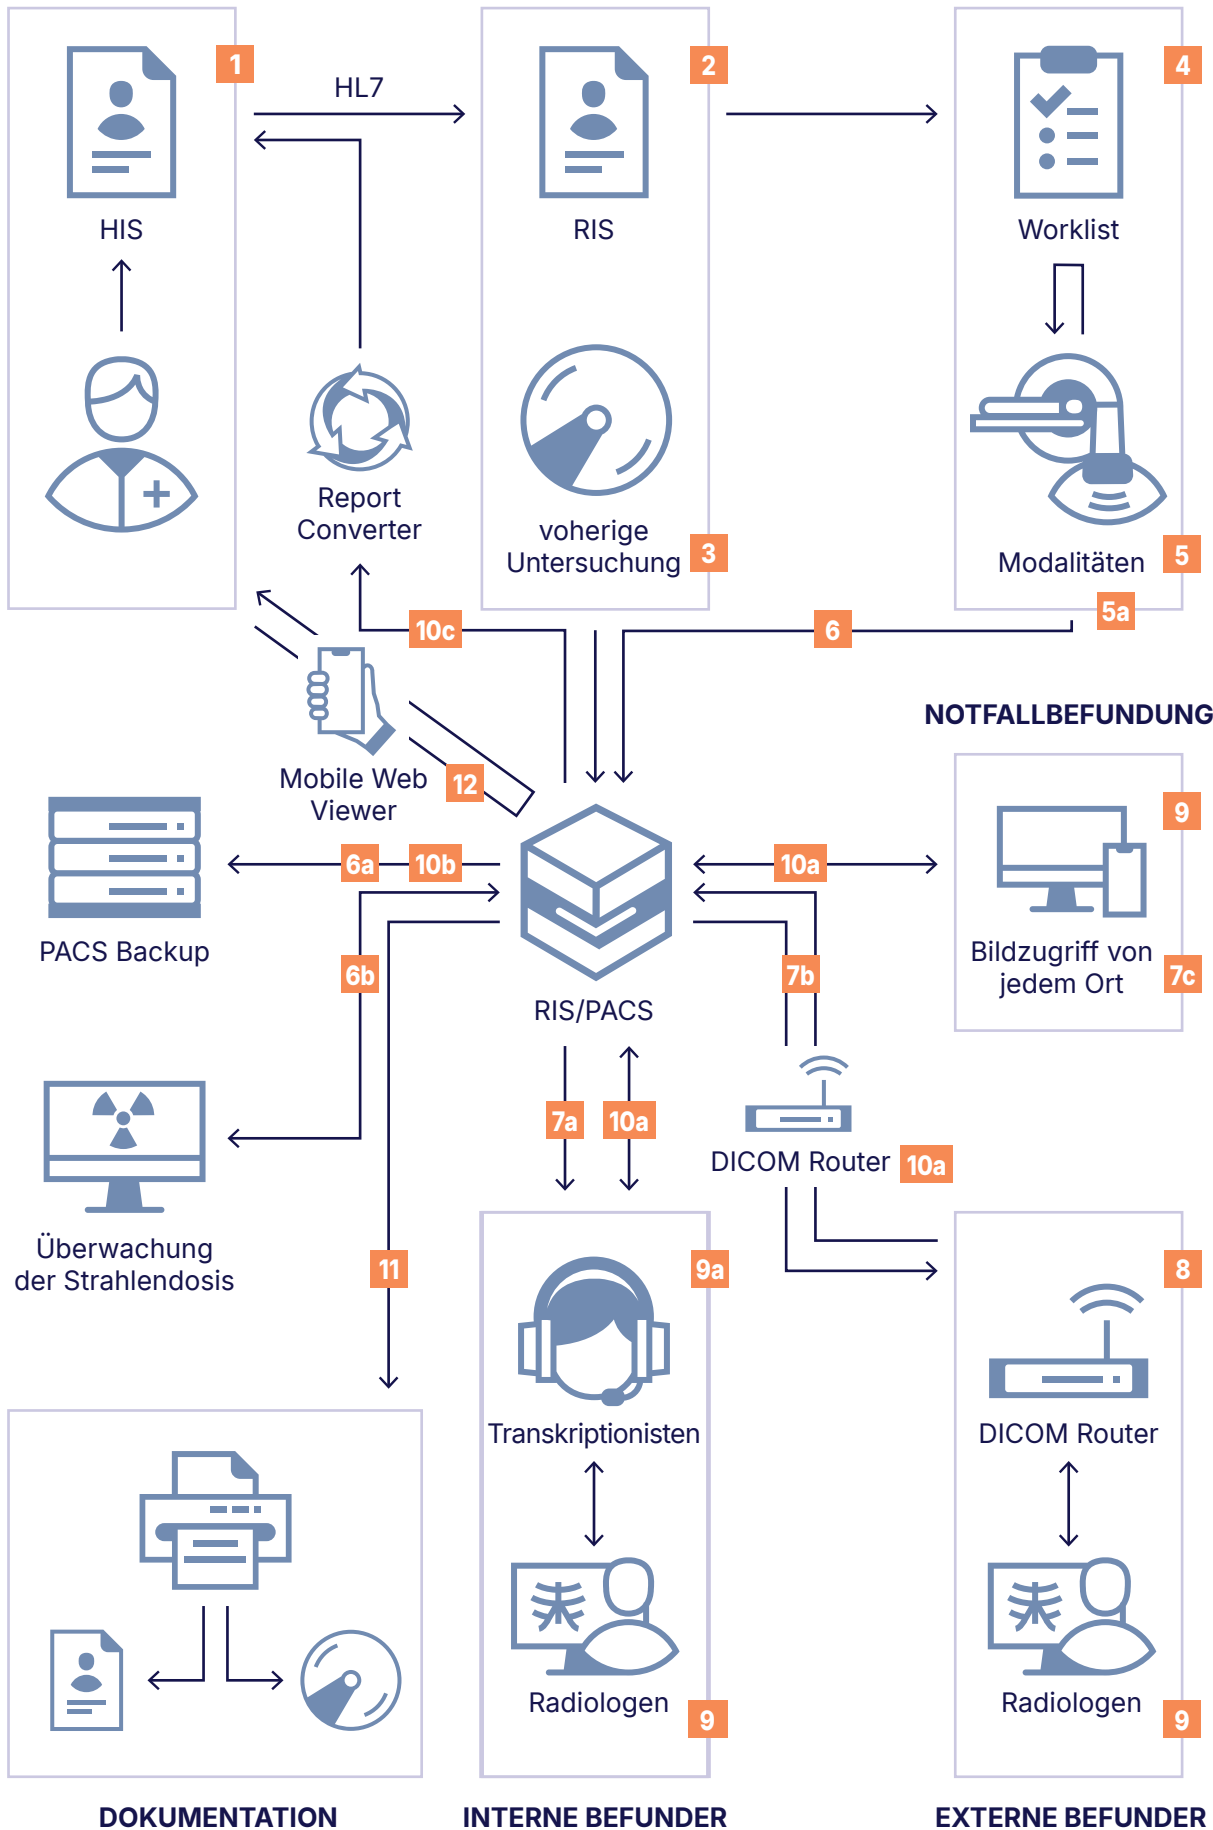 1
HL7
2
4
HIS
RIS
Worklist
Report
Converter
voherige
Untersuchung
3
Modalitäten
5
5a
10c
6
NOTFALLBEFUNDUNG
Mobile Web
Viewer
12
9
6a
10b
10a
PACS Backup
Bildzugriff von
jedem Ort
7c
6b
7b
RIS/PACS
7a
10a
DICOM Router
10a
Überwachung
der Strahlendosis
11
9a
8
Transkriptionisten
DICOM Router
Radiologen
9
Radiologen
9
DOKUMENTATION
INTERNE BEFUNDER
EXTERNE BEFUNDER